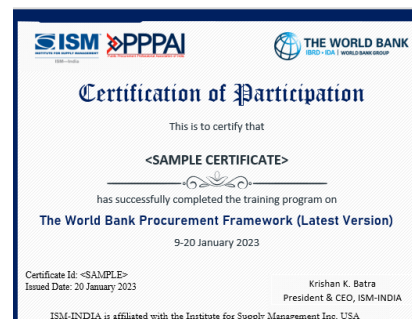 ISM PPPAI
INSTITUTE FOR SUPPLY MANAGEMENT
ISM-India
THE WORLD BANK
IBRD • IDA | WORLD BANK GROUP
Certification of Participation
This is to certify that
<SAMPLE CERTIFICATE>
has successfully completed the training program on
The World Bank Procurement Framework (Latest Version)
9-20 January 2023
Certificate Id: <SAMPLE>
Issued Date: 20 January 2023
Krishan K. Batra
President & CEO, ISM-INDIA
ISM-INDIA is affiliated with the Institute for Supply Management Inc. USA